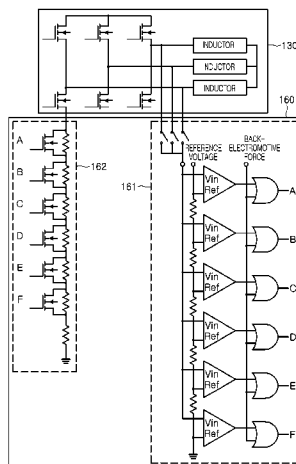 INDUCTOR
INDUCTOR
INDUCTOR
130
160
A
B
C
D
E
F
162
161
REFERENCE
VOLTAGE
BACK-
ELECTROMOTIVE
FORCE
Vin
Ref
A
Vin
Ref
B
Vin
Ref
C
Vin
Ref
D
Vin
Ref
E
Vin
Ref
F